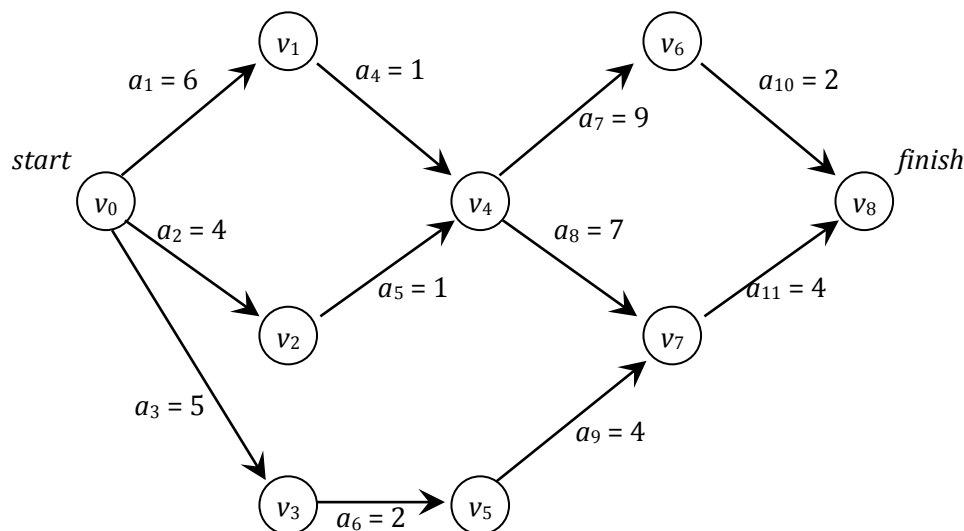 v₁
v₆
a₁ = 6
a₄ = 1
a₁₀ = 2
a₇ = 9
start
finish
v₀
v₄
v₈
a₂ = 4
a₈ = 7
a₅ = 1
a₁₁ = 4
v₂
v₇
a₃ = 5
a₉ = 4
v₃
v₅
a₆ = 2